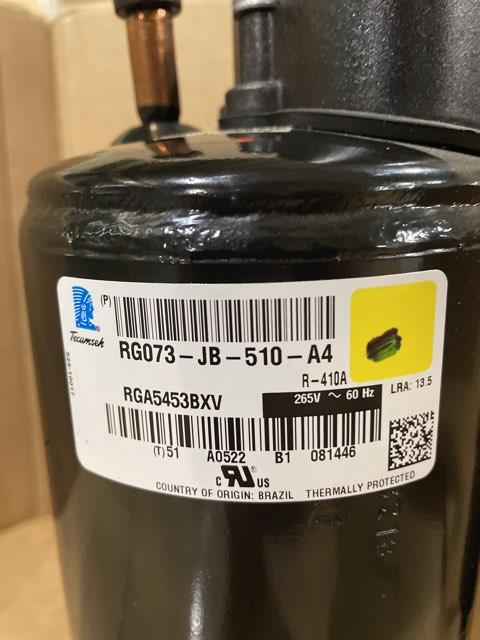 (P)
Tecumseh
RG073-JB-510-A4
R-410A
LRA: 13.5
RGA5453BXV
265V ~ 60 Hz
(T) 51 A0522 B1 081446
C RU® US
COUNTRY OF ORIGIN: BRAZIL THERMALLY PROTECTED